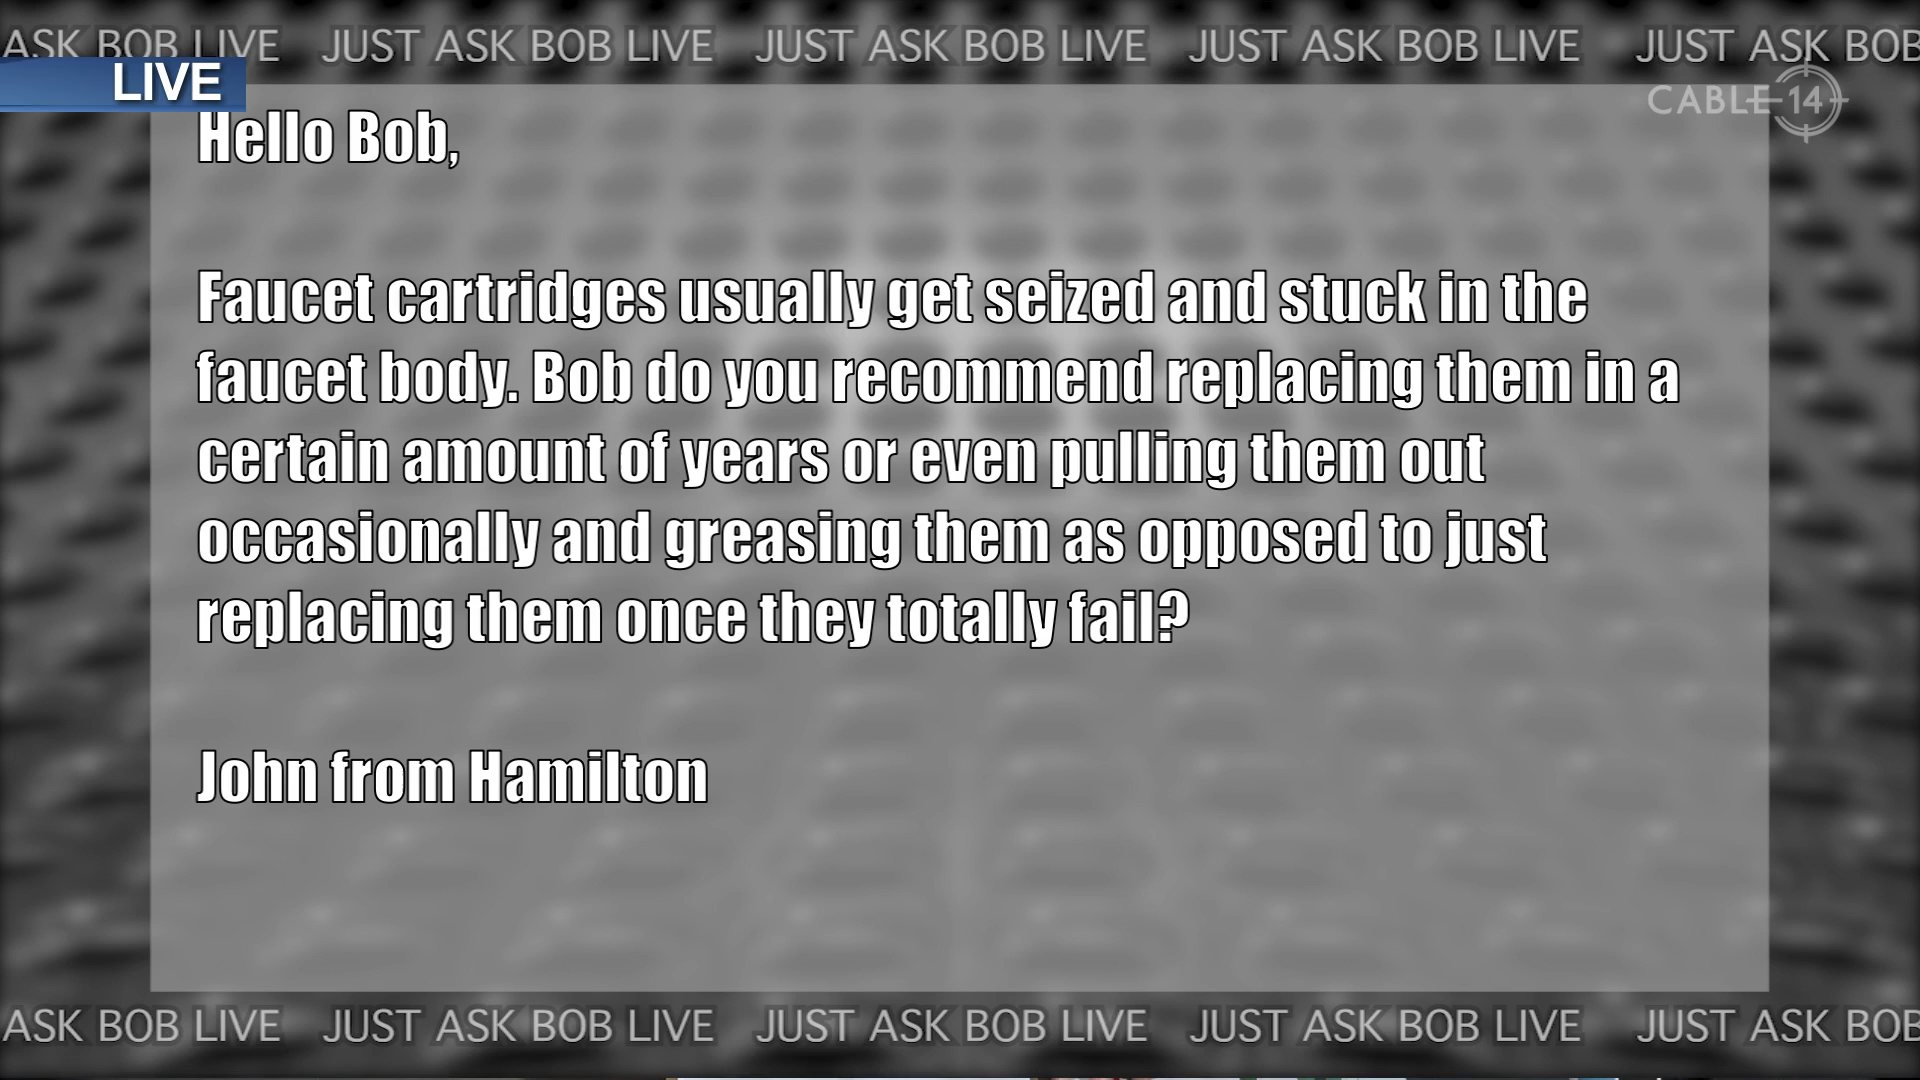 ASK BOB LIVE JUST ASK BOB LIVE JUST ASK BOB LIVE JUST ASK BOB LIVE JUST ASK BOB
LIVE
CABLE 14
Hello Bob,
Faucet cartridges usually get seized and stuck in the
faucet body. Bob do you recommend replacing them in a
certain amount of years or even pulling them out
occasionally and greasing them as opposed to just
replacing them once they totally fail?
John from Hamilton
ASK BOB LIVE JUST ASK BOB LIVE JUST ASK BOB LIVE JUST ASK BOB LIVE JUST ASK BOB